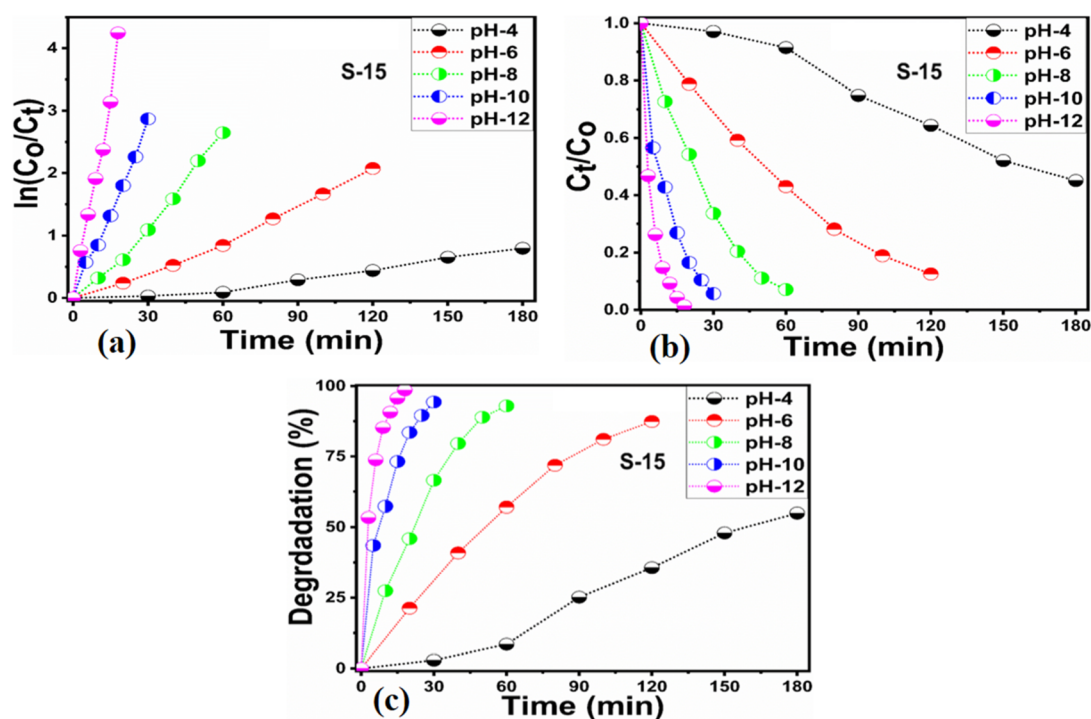 ln(C₀/Cₜ)
4
3
2
1
0
S-15
pH-4
pH-6
pH-8
pH-10
pH-12
0 30 60 90 120 150 180
(a) Time (min)
Cₜ/C₀
1.0
0.8
0.6
0.4
0.2
0.0
S-15
pH-4
pH-6
pH-8
pH-10
pH-12
0 30 60 90 120 150 180
(b) Time (min)
Degrdadation (%)
100
75
50
25
0
S-15
pH-4
pH-6
pH-8
pH-10
pH-12
0 30 60 90 120 150 180
(c) Time (min)